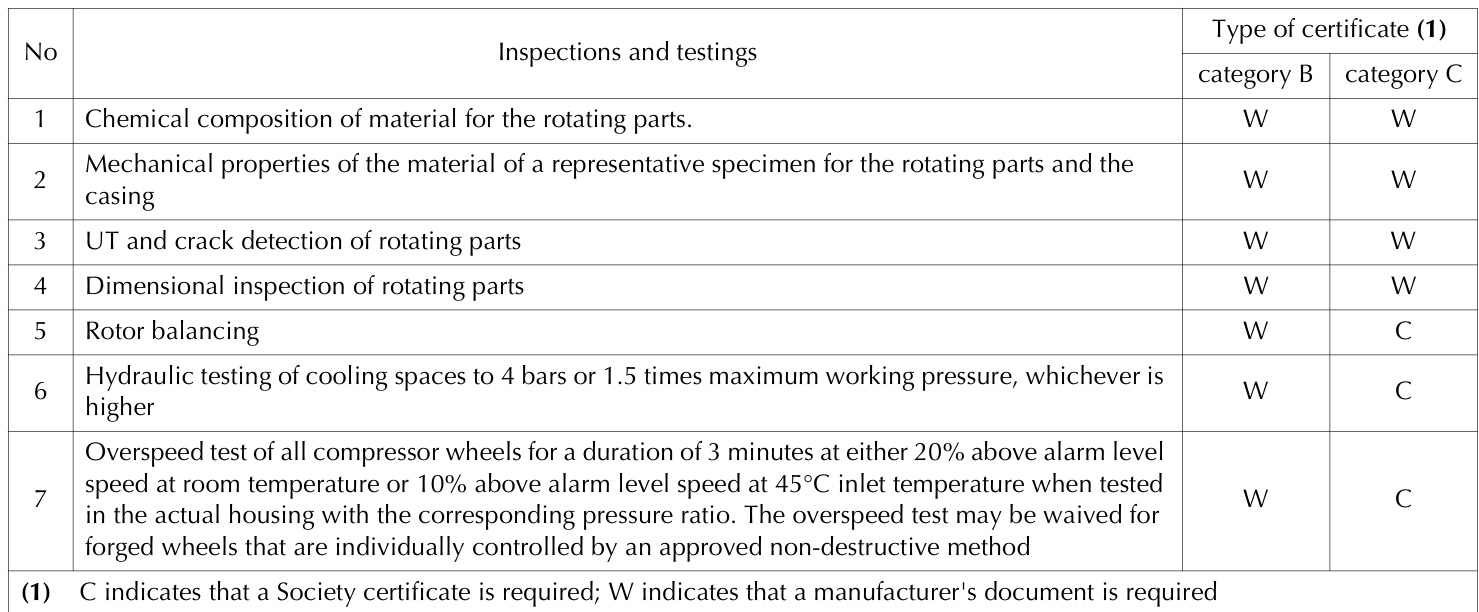 No Inspections and testings Type of certificate (1)
category B category C
1 Chemical composition of material for the rotating parts. W W
2 Mechanical properties of the material of a representative specimen for the rotating parts and the
casing W W
3 UT and crack detection of rotating parts W W
4 Dimensional inspection of rotating parts W W
5 Rotor balancing W C
6 Hydraulic testing of cooling spaces to 4 bars or 1.5 times maximum working pressure, whichever is
higher W C
7 Overspeed test of all compressor wheels for a duration of 3 minutes at either 20% above alarm level
speed at room temperature or 10% above alarm level speed at 45°C inlet temperature when tested
in the actual housing with the corresponding pressure ratio. The overspeed test may be waived for
forged wheels that are individually controlled by an approved non-destructive method W C
(1) C indicates that a Society certificate is required; W indicates that a manufacturer's document is required